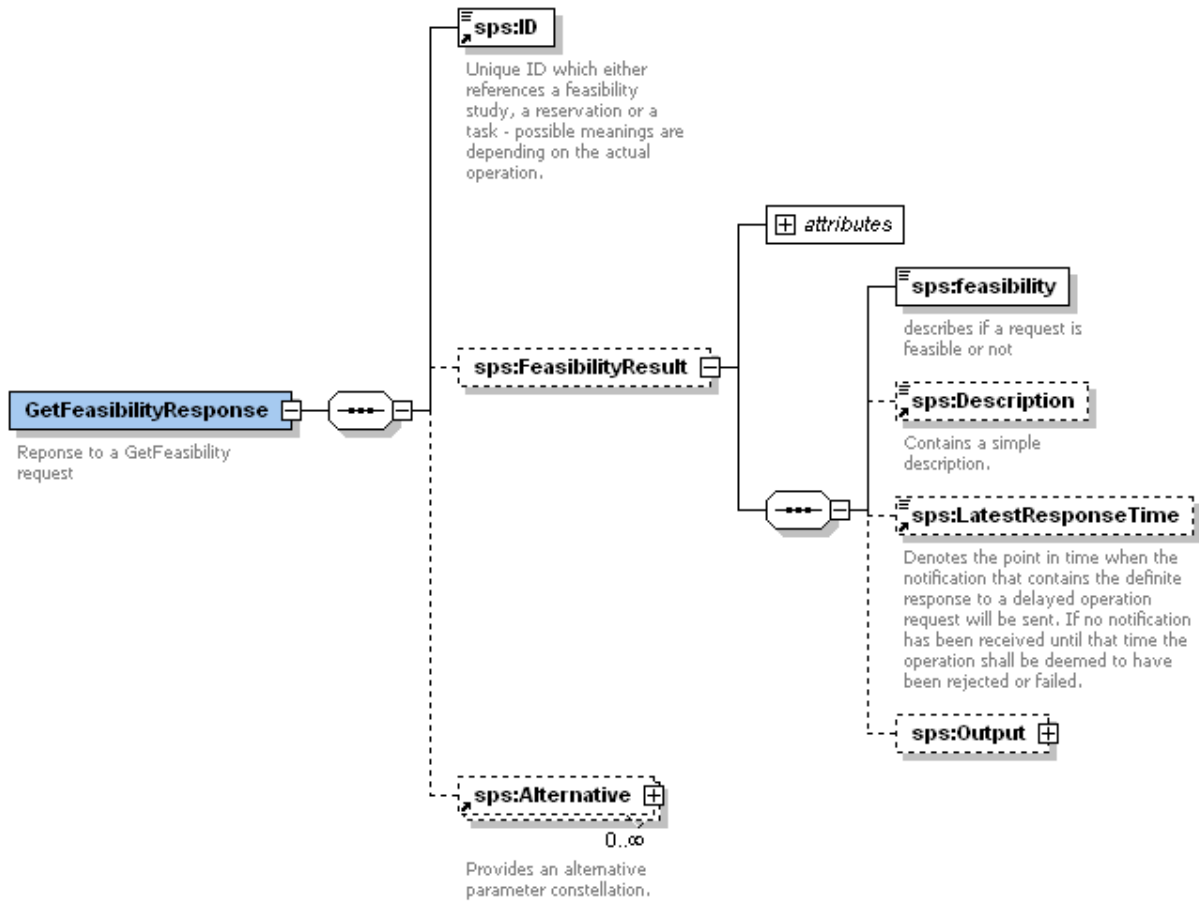 sps:ID
Unique ID which either
references a feasibility
study, a reservation or a
task - possible meanings are
depending on the actual
operation.
attributes
sps:feasibility
describes if a request is
feasible or not
sps:FeasibilityResult
sps:Description
Contains a simple
description.
GetFeasibilityResponse
Reponse to a GetFeasibility
request
sps:LatestResponseTime
Denotes the point in time when the
notification that contains the definite
response to a delayed operation
request will be sent. If no notification
has been received until that time the
operation shall be deemed to have
been rejected or failed.
sps:Output
sps:Alternative
0..∞
Provides an alternative
parameter constellation.